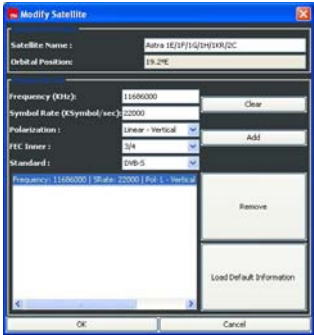 Modify Satellite
Satellite Name :
Astra 1E/1F/1G/1H/1KR/2C
Orbital Position:
19.2ºE
Frequency (KHz):
11686000
Clear
Symbol Rate (KSymbol/sec):
22000
Polarization :
Linear - Vertical
Add
FEC Inner :
3/4
Standard :
DVB-S
Frequency: 11686000 | SRate: 22000 | Pol: L - Vertical
Remove
Load Default Information
OK
Cancel